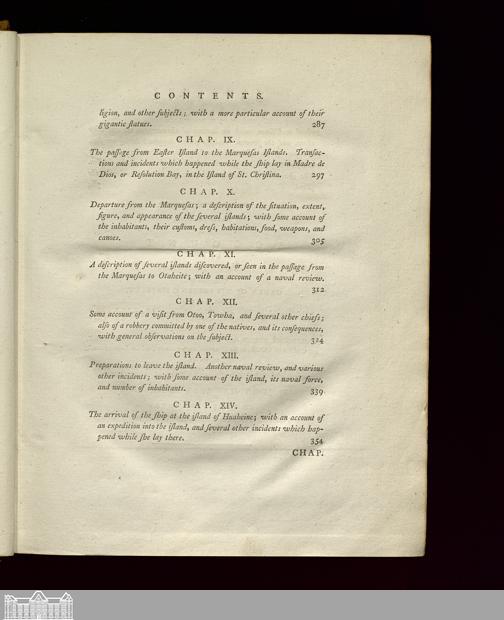 CONTENTS.
ligion, and other ſubjects; with a more particular account of their
gigantic ſtatues. 287
CHAP. IX.
The paſſage from Eaſter Iſland to the Marqueſas Iſlands. Tranſac-
tions and incidents which happened while the ſhip lay in Madre de
Dios, or Reſolution Bay, in the Iſland of St. Chriſtina. 297
CHAP. X.
Departure from the Marqueſas; a deſcription of the ſituation, extent,
figure, and appearance of the ſeveral iſlands; with ſome account of
the inhabitants, their cuſtoms, dreſs, habitations, food, weapons, and
canoes. 305
CHAP. XI.
A deſcription of ſeveral iſlands diſcovered, or ſeen in the paſſage from
the Marqueſas to Otaheite; with an account of a naval review.
312
CHAP. XII.
Some account of a viſit from Otoo, Towha, and ſeveral other chiefs;
alſo of a robbery committed by one of the natives, and its conſequences,
with general obſervations on the ſubject. 324
CHAP. XIII.
Preparations to leave the iſland. Another naval review, and various
other incidents; with ſome account of the iſland, its naval force,
and number of inhabitants. 339
CHAP. XIV.
The arrival of the ſhip at the iſland of Huaheine; with an account of
an expedition into the iſland, and ſeveral other incidents which hap-
pened while ſhe lay there. 354
CHAP.